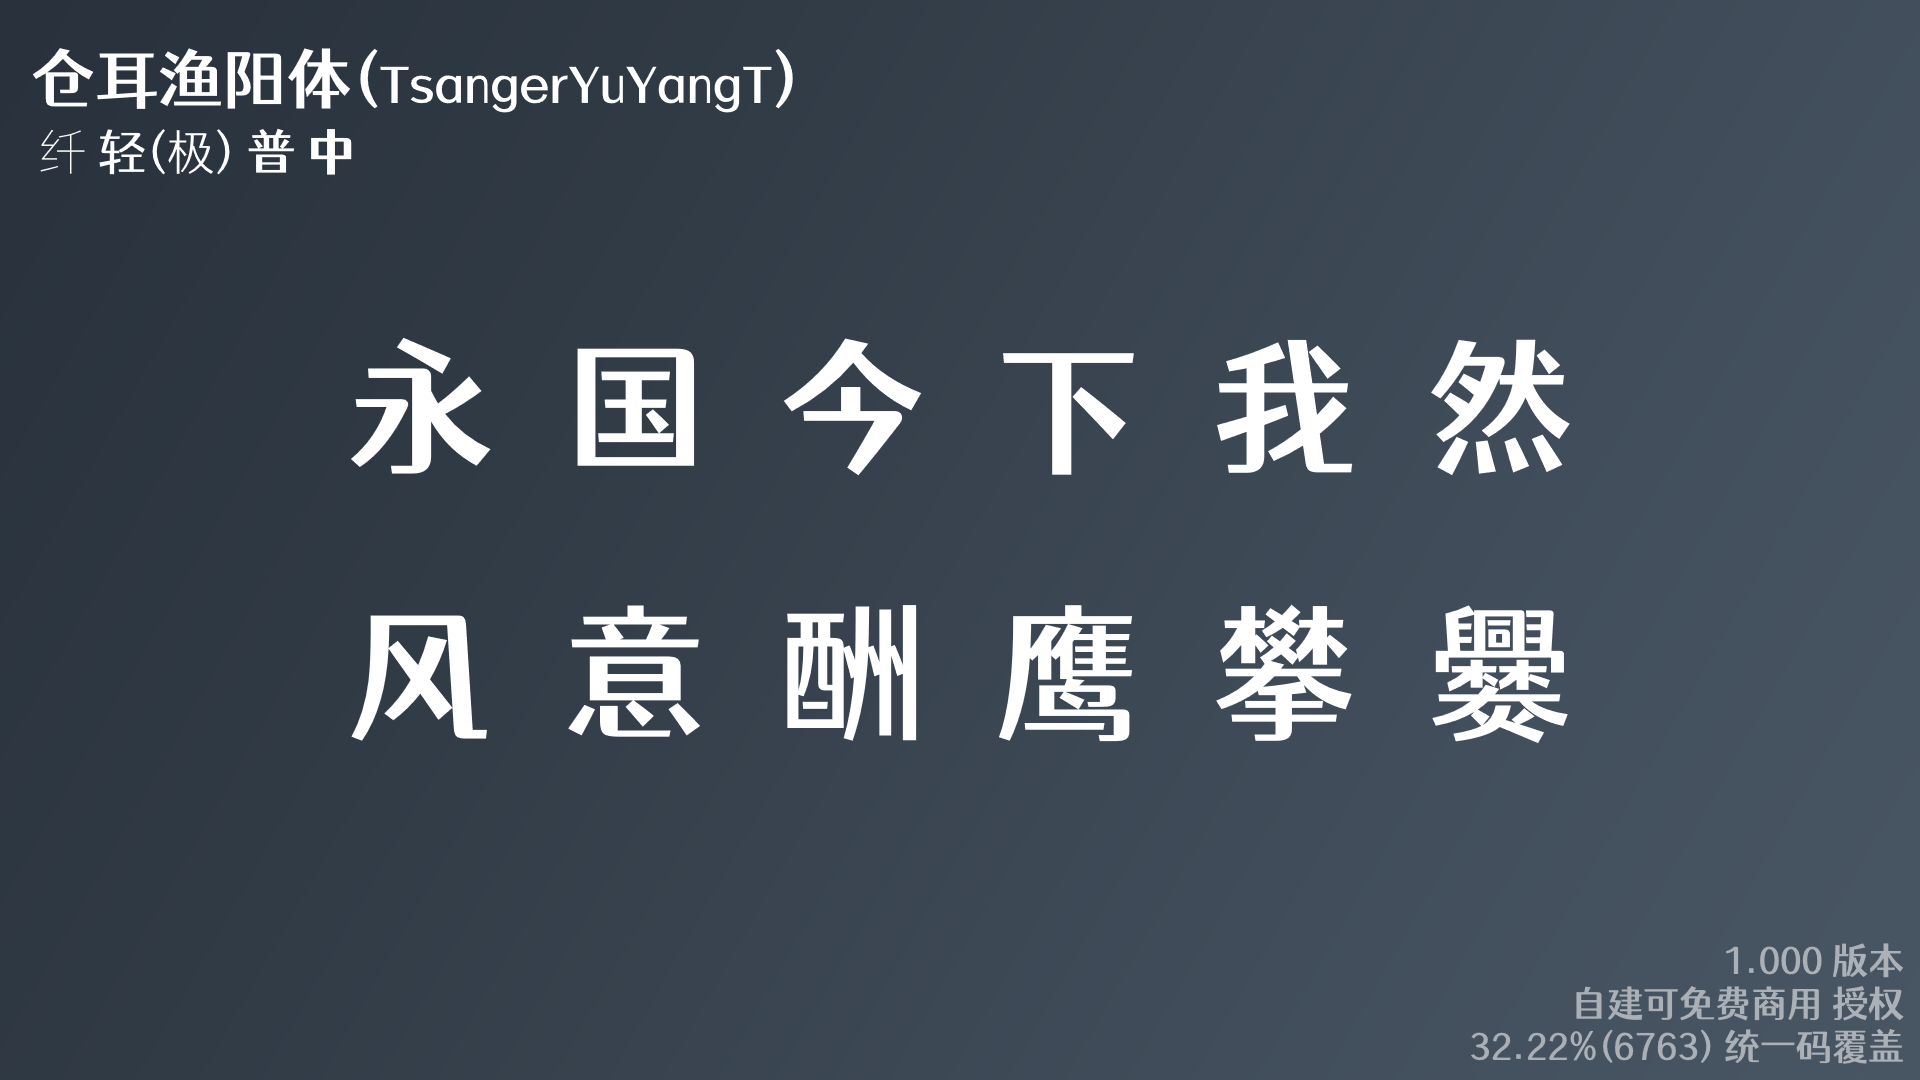 仓耳渔阳体(TsangerYuYangT)
纤 轻(极) 普 中
永 国 今 下 我 然
风 意 酬 鹰 攀 爨
1.000 版本
自建可免费商用 授权
32.22%(6763) 统一码覆盖